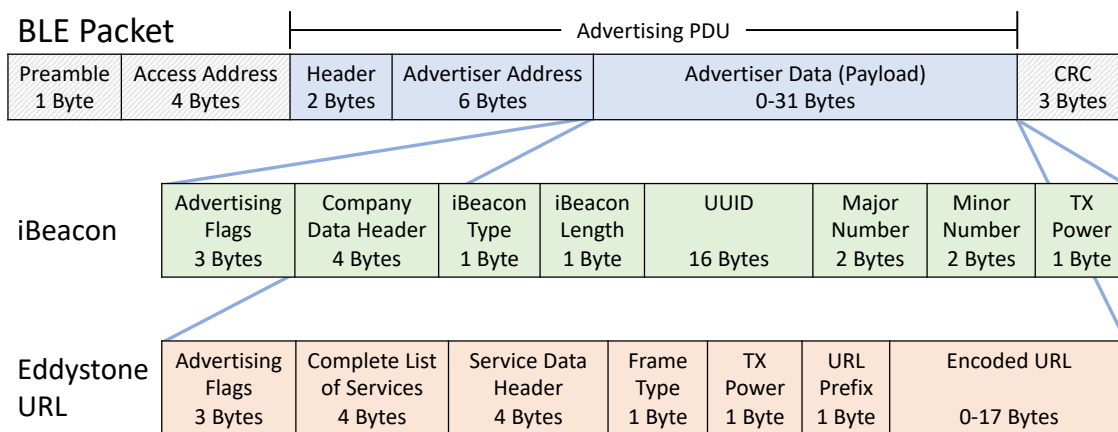 BLE Packet
Advertising PDU
Preamble
1 Byte
Access Address
4 Bytes
Header
2 Bytes
Advertiser Address
6 Bytes
Advertiser Data (Payload)
0-31 Bytes
CRC
3 Bytes
iBeacon
Advertising
Flags
3 Bytes
Company
Data Header
4 Bytes
iBeacon
Type
1 Byte
iBeacon
Length
1 Byte
UUID
16 Bytes
Major
Number
2 Bytes
Minor
Number
2 Bytes
TX
Power
1 Byte
Eddystone
URL
Advertising
Flags
3 Bytes
Complete List
of Services
4 Bytes
Service Data
Header
4 Bytes
Frame
Type
1 Byte
TX
Power
1 Byte
URL
Prefix
1 Byte
Encoded URL
0-17 Bytes